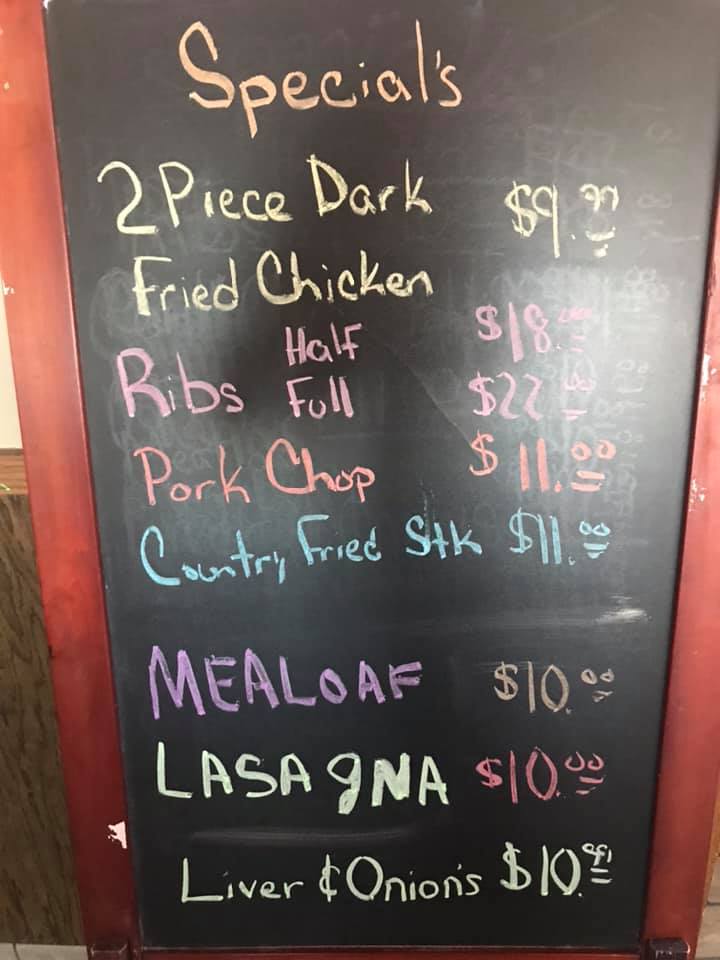 Special's
2 Piece Dark $9.99
Fried Chicken
Half $18.00
Ribs Full $22.00
Pork Chop $11.00
Country Fried Stk $11.00
MEALOAF $10.00
LASAgNA $10.00
Liver & Onion's $10.99